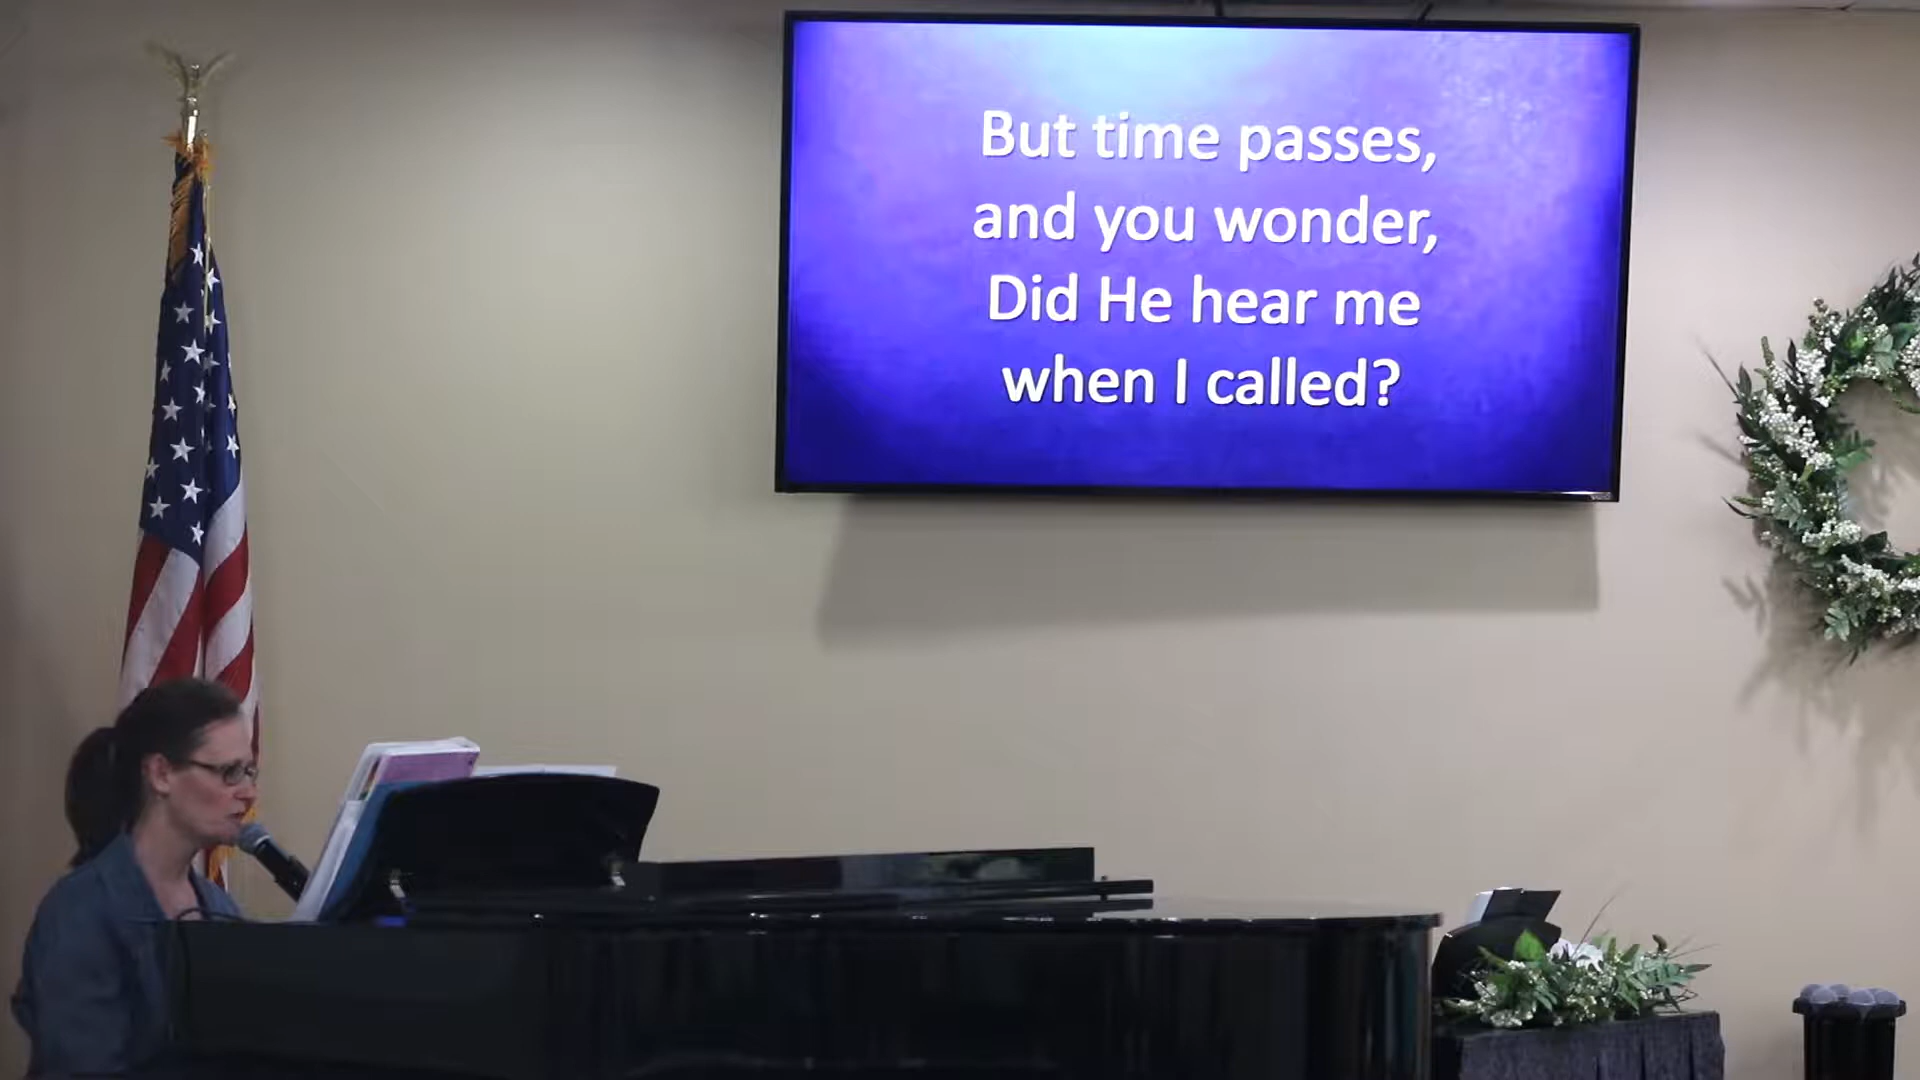 But time passes,
and you wonder,
Did He hear me
when I called?